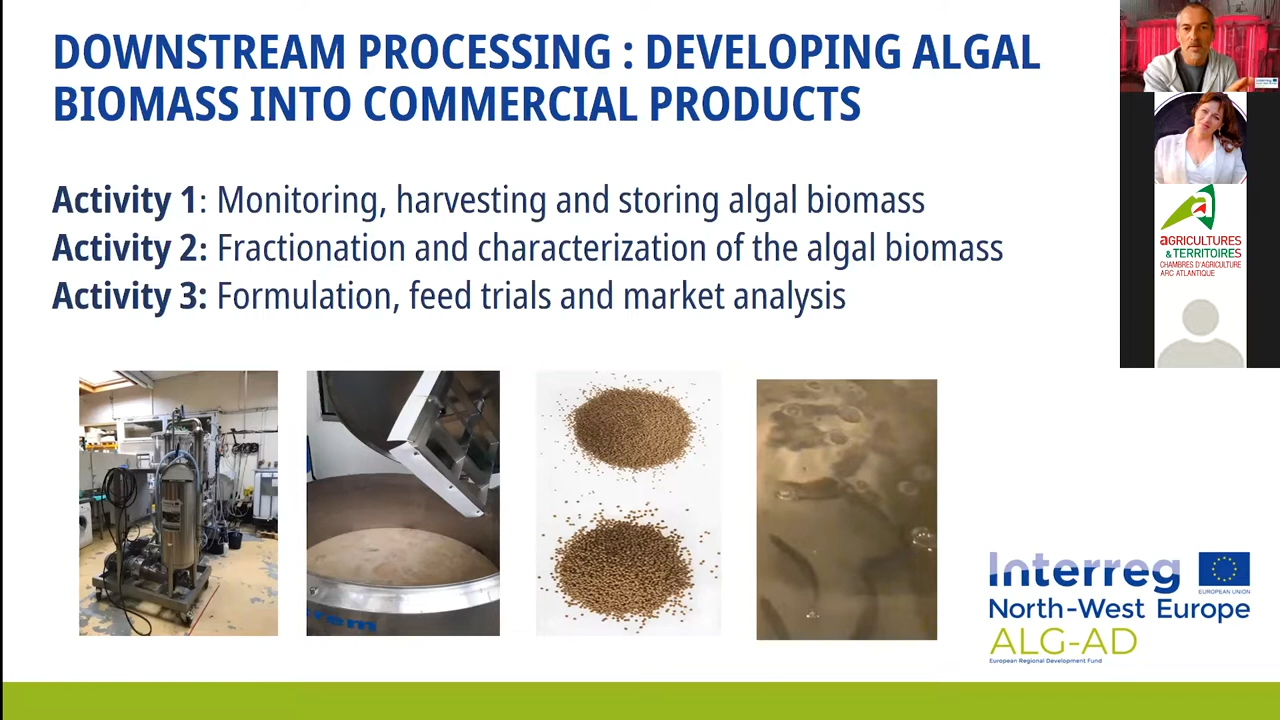 DOWNSTREAM PROCESSING : DEVELOPING ALGAL
BIOMASS INTO COMMERCIAL PRODUCTS
Activity 1: Monitoring, harvesting and storing algal biomass
Activity 2: Fractionation and characterization of the algal biomass
Activity 3: Formulation, feed trials and market analysis
aGRICULTURES
& TERRITOIRES
CHAMBRES D'AGRICULTURE
ARC ATLANTIQUE
Interreg
EUROPEAN UNION
North-West Europe
ALG-AD
European Regional Development Fund